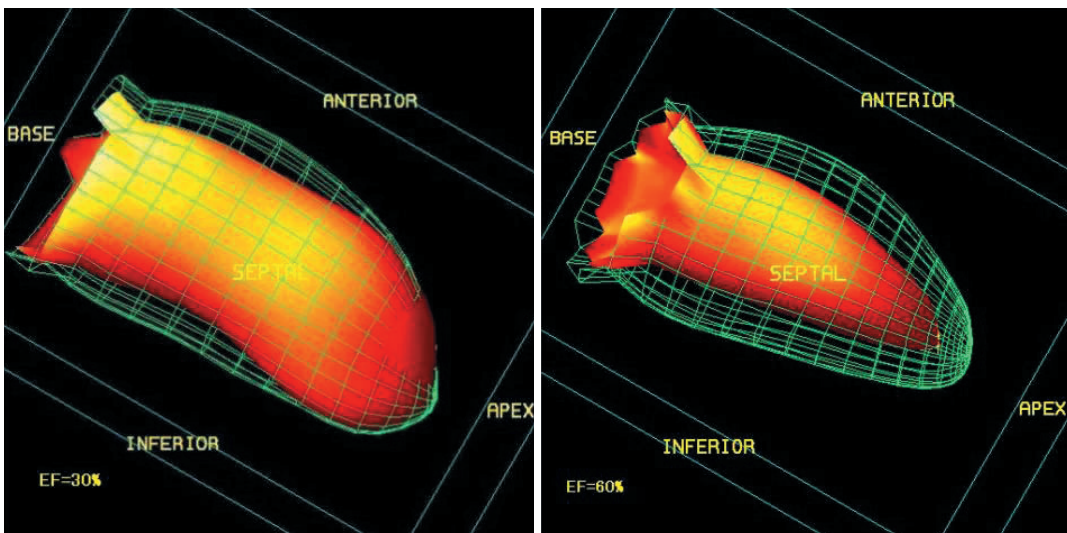 ANTERIOR
BASE
SEPTAL
APEX
INFERIOR
EF=30%
ANTERIOR
BASE
SEPTAL
APEX
INFERIOR
EF=60%